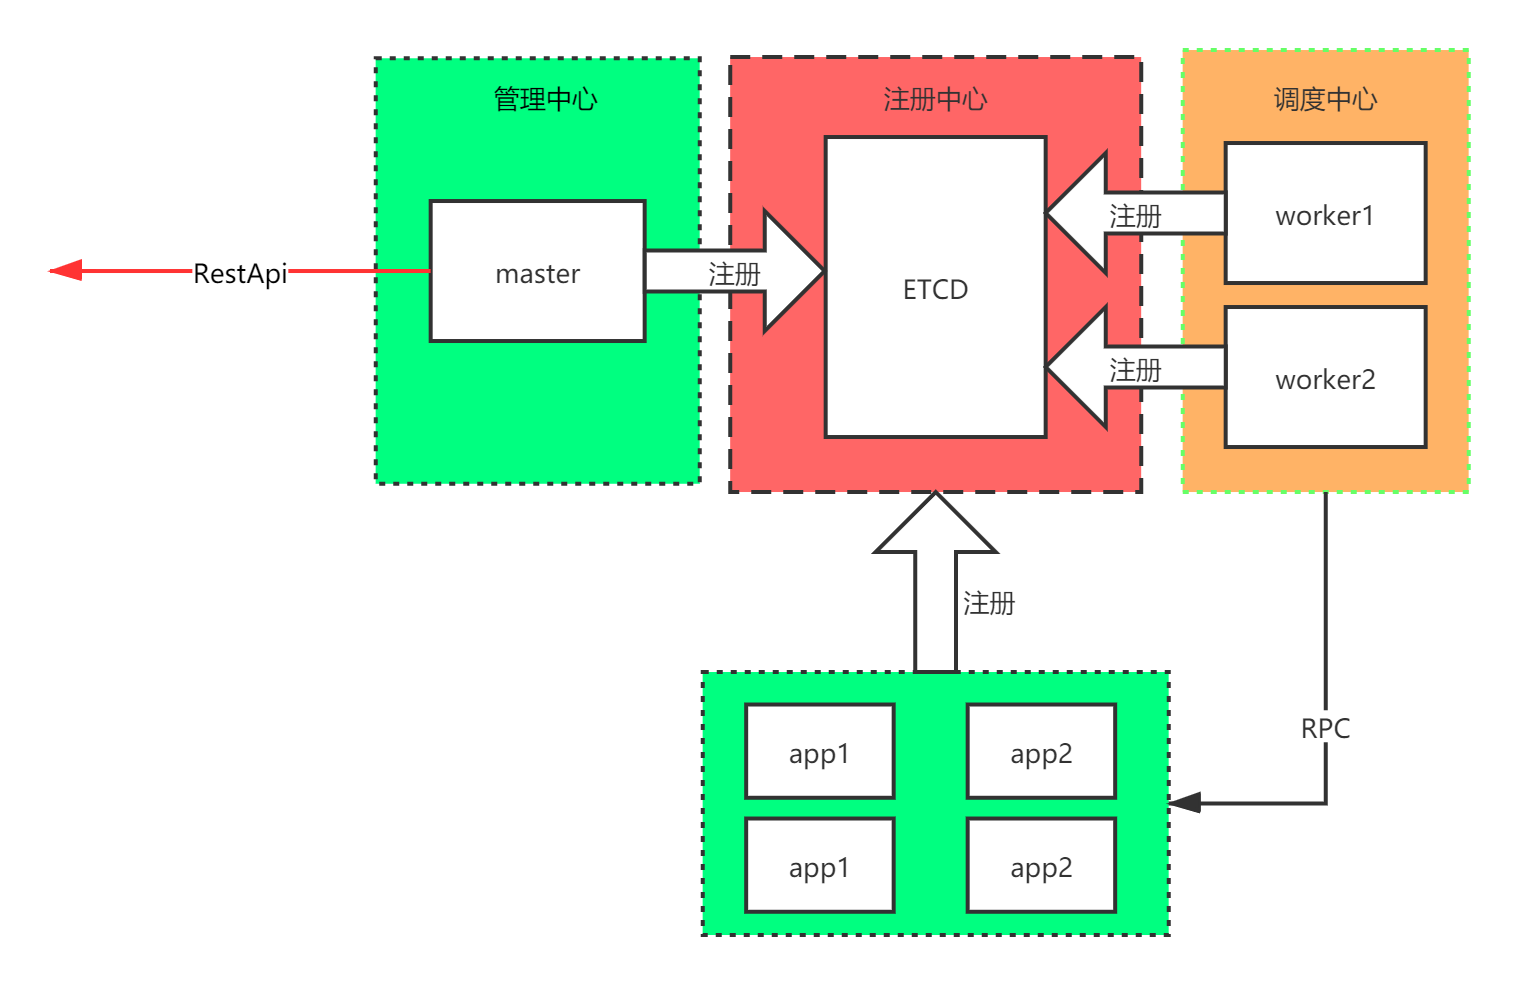 管理中心
注册中心
调度中心
RestApi
master
注册
ETCD
注册
worker1
注册
worker2
注册
RPC
app1
app2
app1
app2